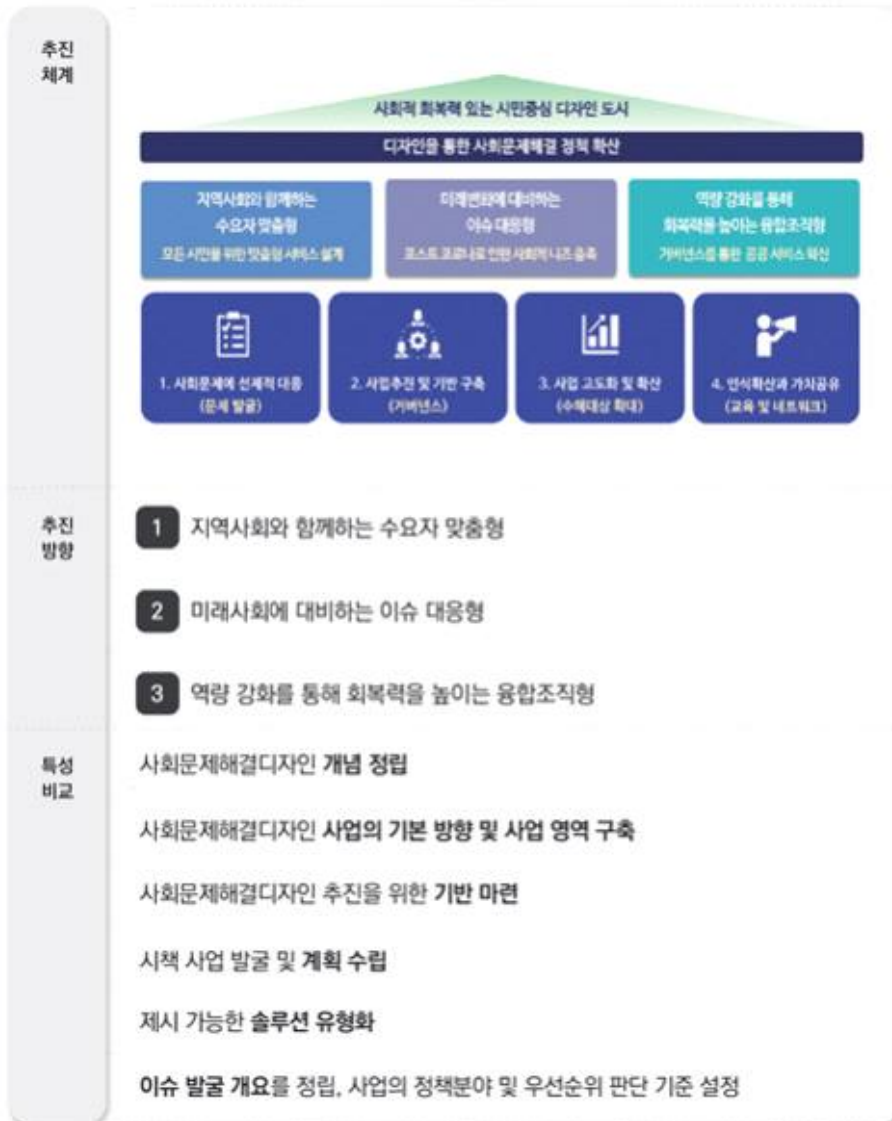 추진
체계
사회적 회복력 있는 시민중심 디자인 도시
디자인을 통한 사회문제해결 정책 확산
지역사회와 함께하는
수요자 맞춤형
모든 시민을 위한 맞춤형 서비스 설계
미래변화에 대비하는
이슈 대응형
포스트 코로나로 인한 사회적 니즈 충족
역량 강화를 통해
회복력을 높이는 융합조직형
거버넌스를 통한 공공 서비스 혁신
1. 사회문제에 선제적 대응
(문제 발굴)
2. 사업추진 및 기반 구축
(거버넌스)
3. 사업 고도화 및 확산
(수혜대상 확대)
4. 인식확산과 가치공유
(교육 및 네트워크)
추진
방향
1 지역사회와 함께하는 수요자 맞춤형
2 미래사회에 대비하는 이슈 대응형
3 역량 강화를 통해 회복력을 높이는 융합조직형
특성
비교
사회문제해결디자인 개념 정립
사회문제해결디자인 사업의 기본 방향 및 사업 영역 구축
사회문제해결디자인 추진을 위한 기반 마련
시책 사업 발굴 및 계획 수립
제시 가능한 솔루션 유형화
이슈 발굴 개요를 정립, 사업의 정책분야 및 우선순위 판단 기준 설정